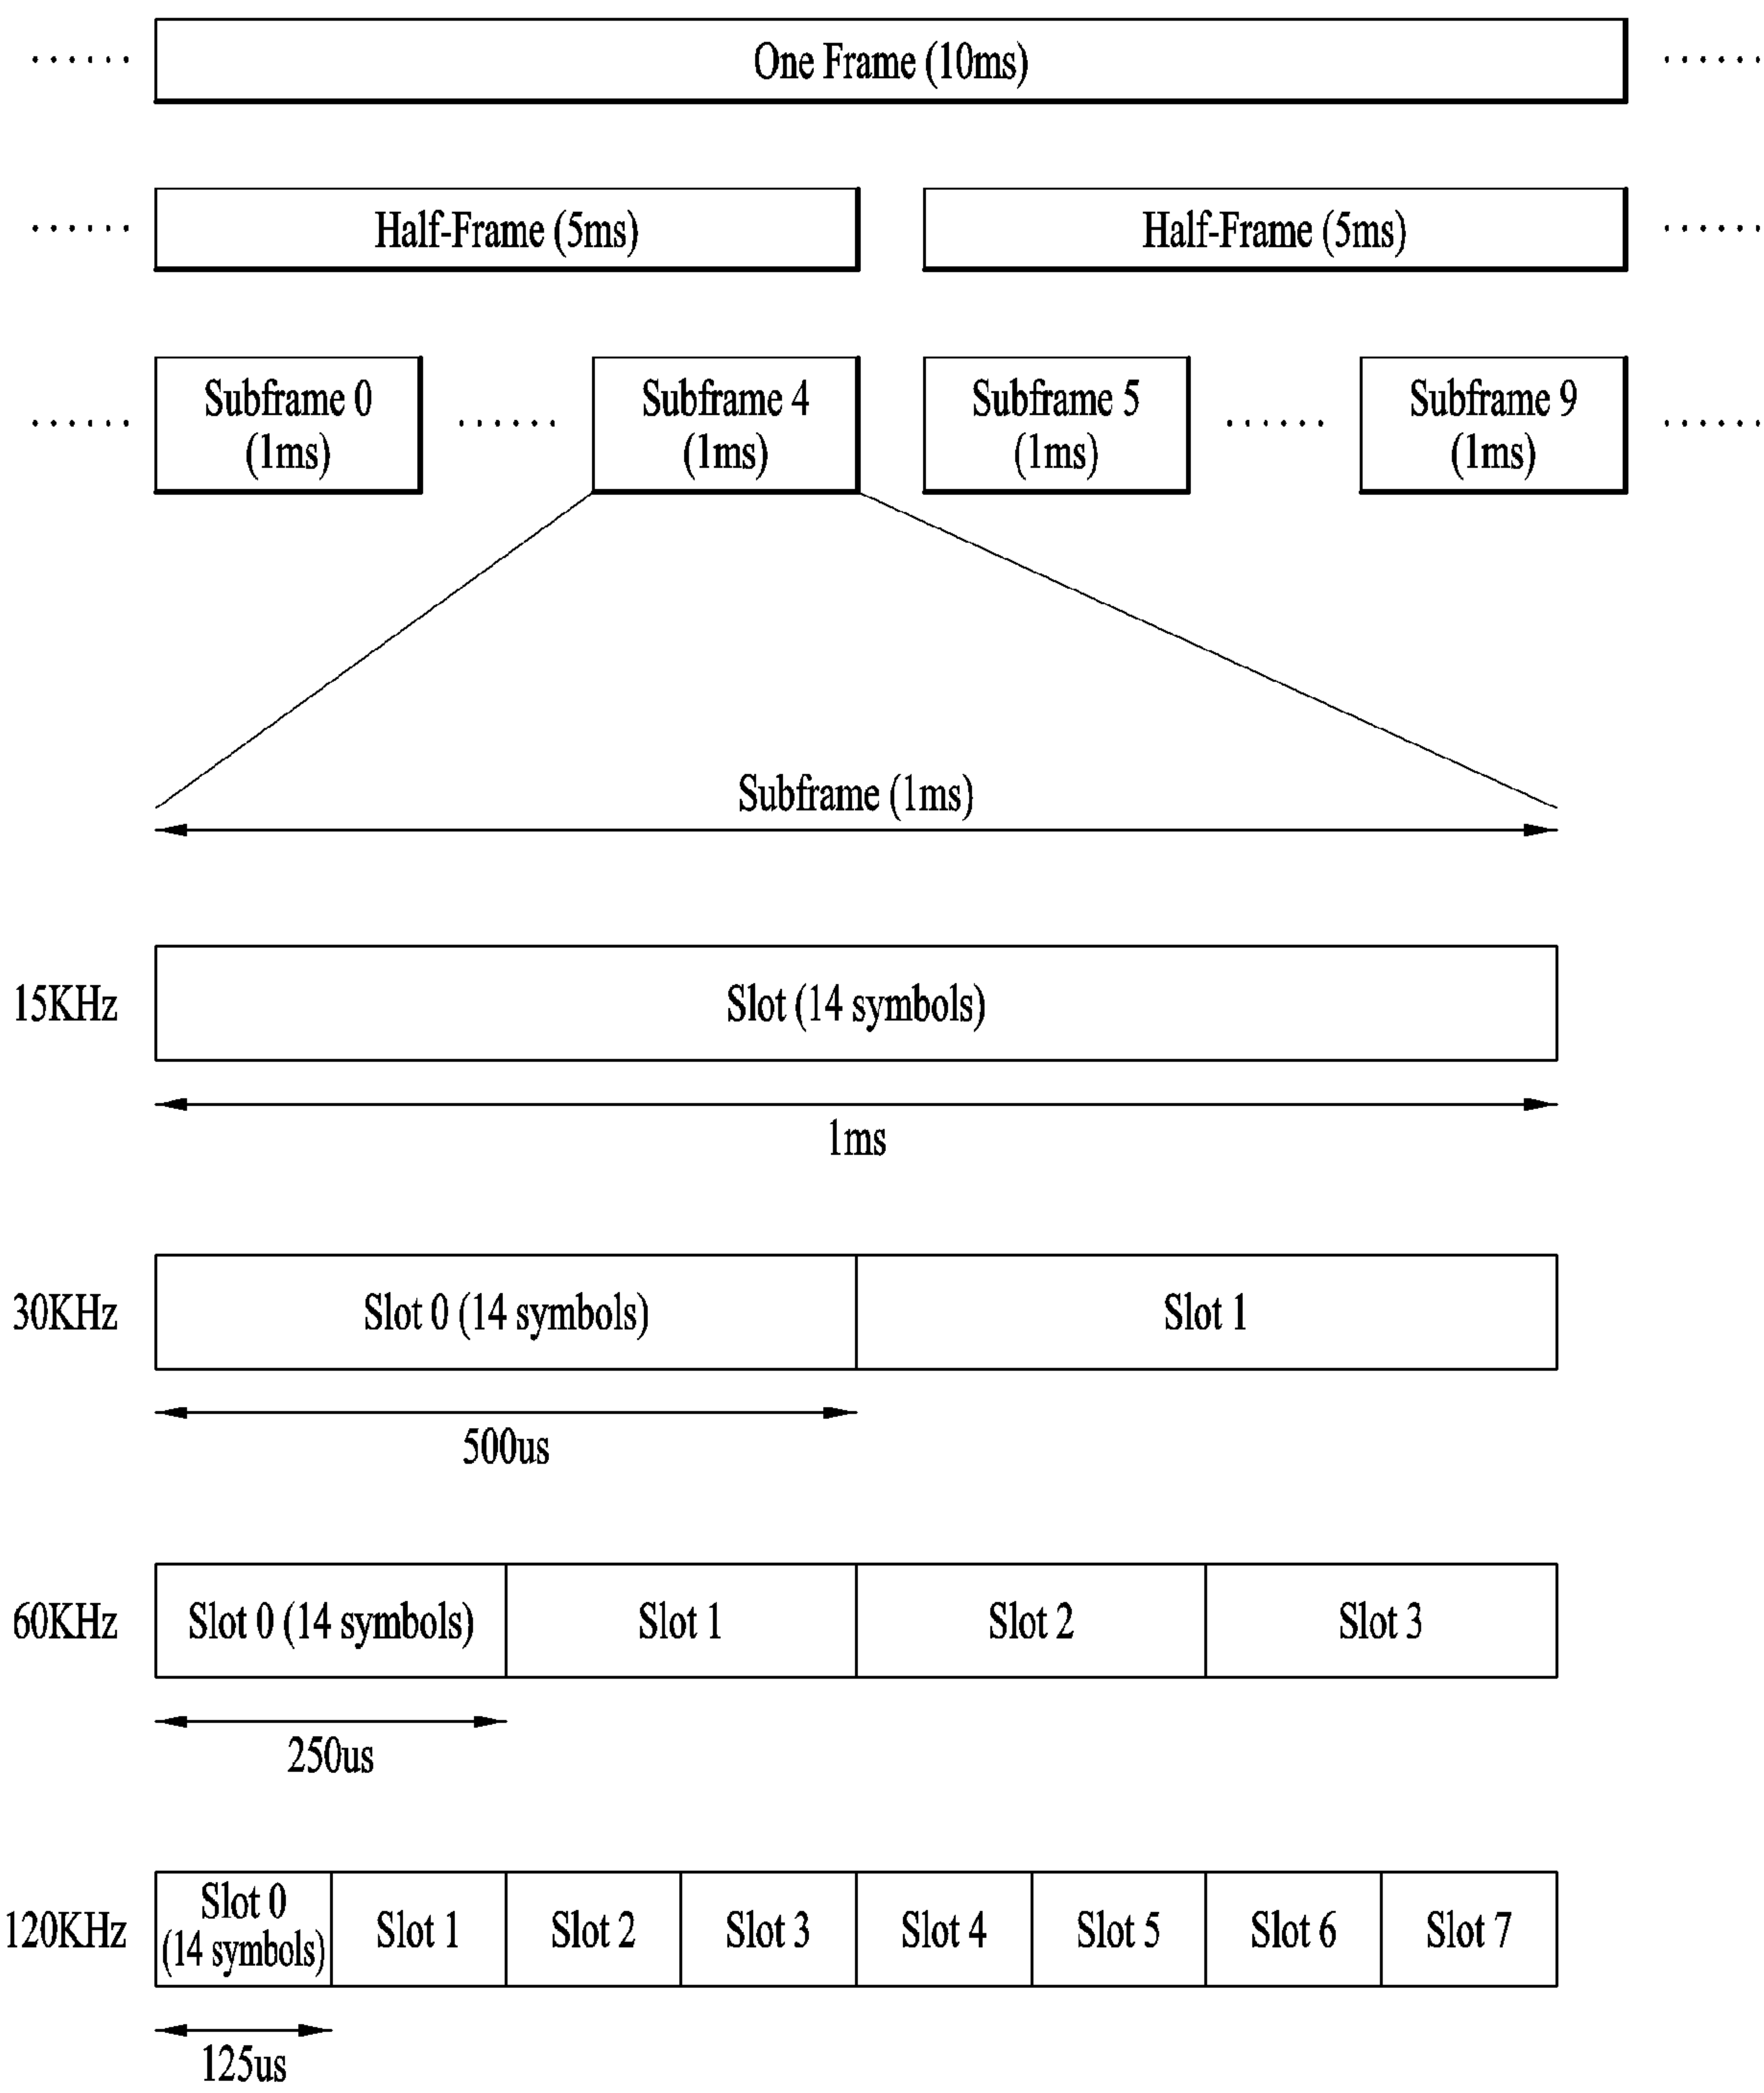 One Frame (10ms)
Half-Frame (5ms)
Half-Frame (5ms)
Subframe 0
(1ms)
Subframe 4
(1ms)
Subframe 5
(1ms)
Subframe 9
(1ms)
Subframe (1ms)
15KHz
Slot (14 symbols)
1ms
30KHz
Slot 0 (14 symbols)
Slot 1
500us
60KHz
Slot 0 (14 symbols)
Slot 1
Slot 2
Slot 3
250us
120KHz
Slot 0
(14 symbols)
Slot 1
Slot 2
Slot 3
Slot 4
Slot 5
Slot 6
Slot 7
125us